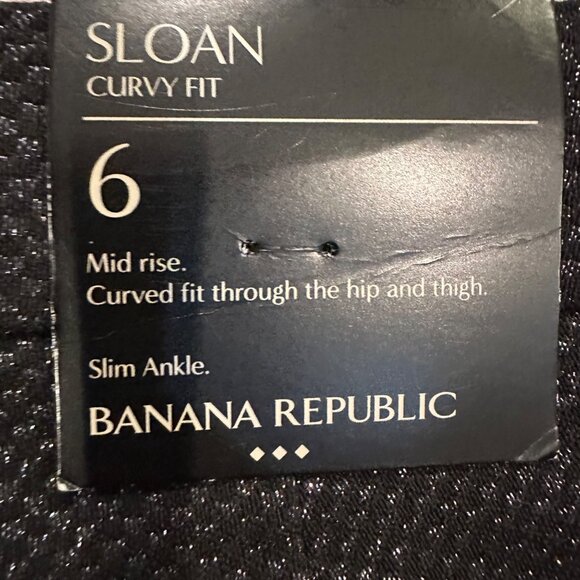 SLOAN
CURVY FIT
6
Mid rise.
Curved fit through the hip and thigh.
Slim Ankle.
BANANA REPUBLIC